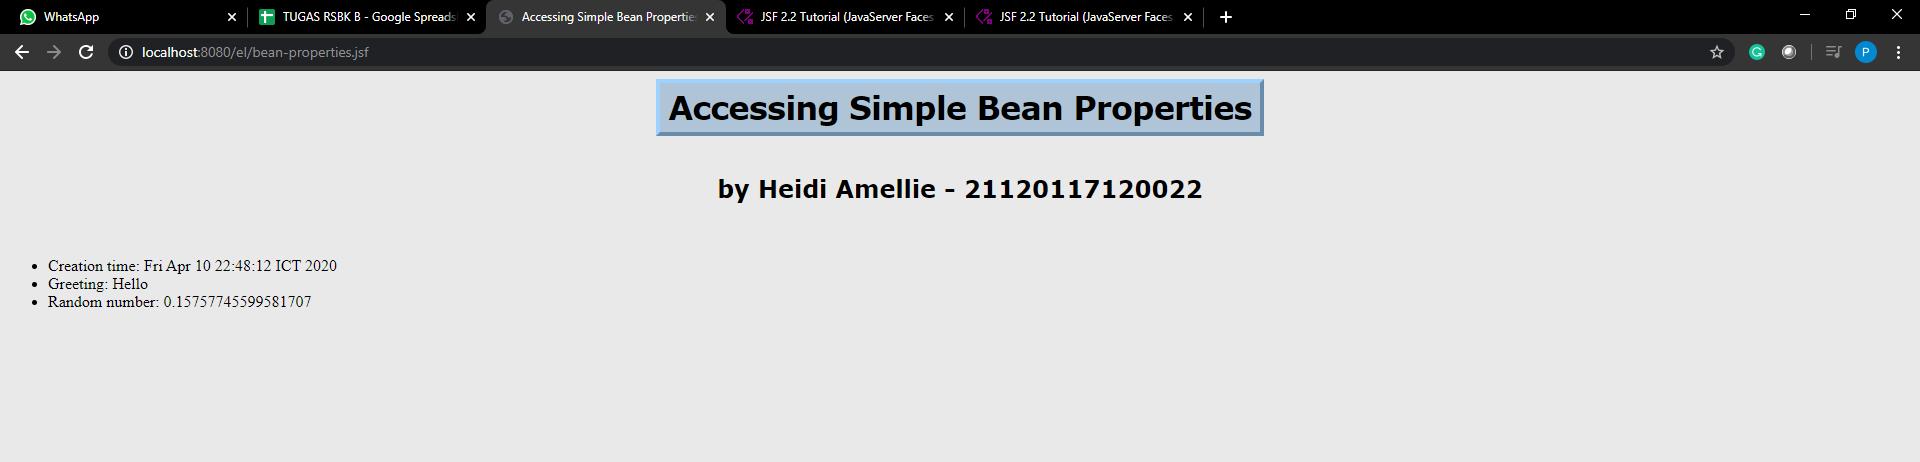 WhatsApp
TUGAS RSBK B - Google Spreads
Accessing Simple Bean Propertie
JSF 2.2 Tutorial (JavaServer Faces
JSF 2.2 Tutorial (JavaServer Faces
localhost:8080/el/bean-properties.jsf
P
Accessing Simple Bean Properties
by Heidi Amellie - 21120117120022
• Creation time: Fri Apr 10 22:48:12 ICT 2020
• Greeting: Hello
• Random number: 0.15757745599581707